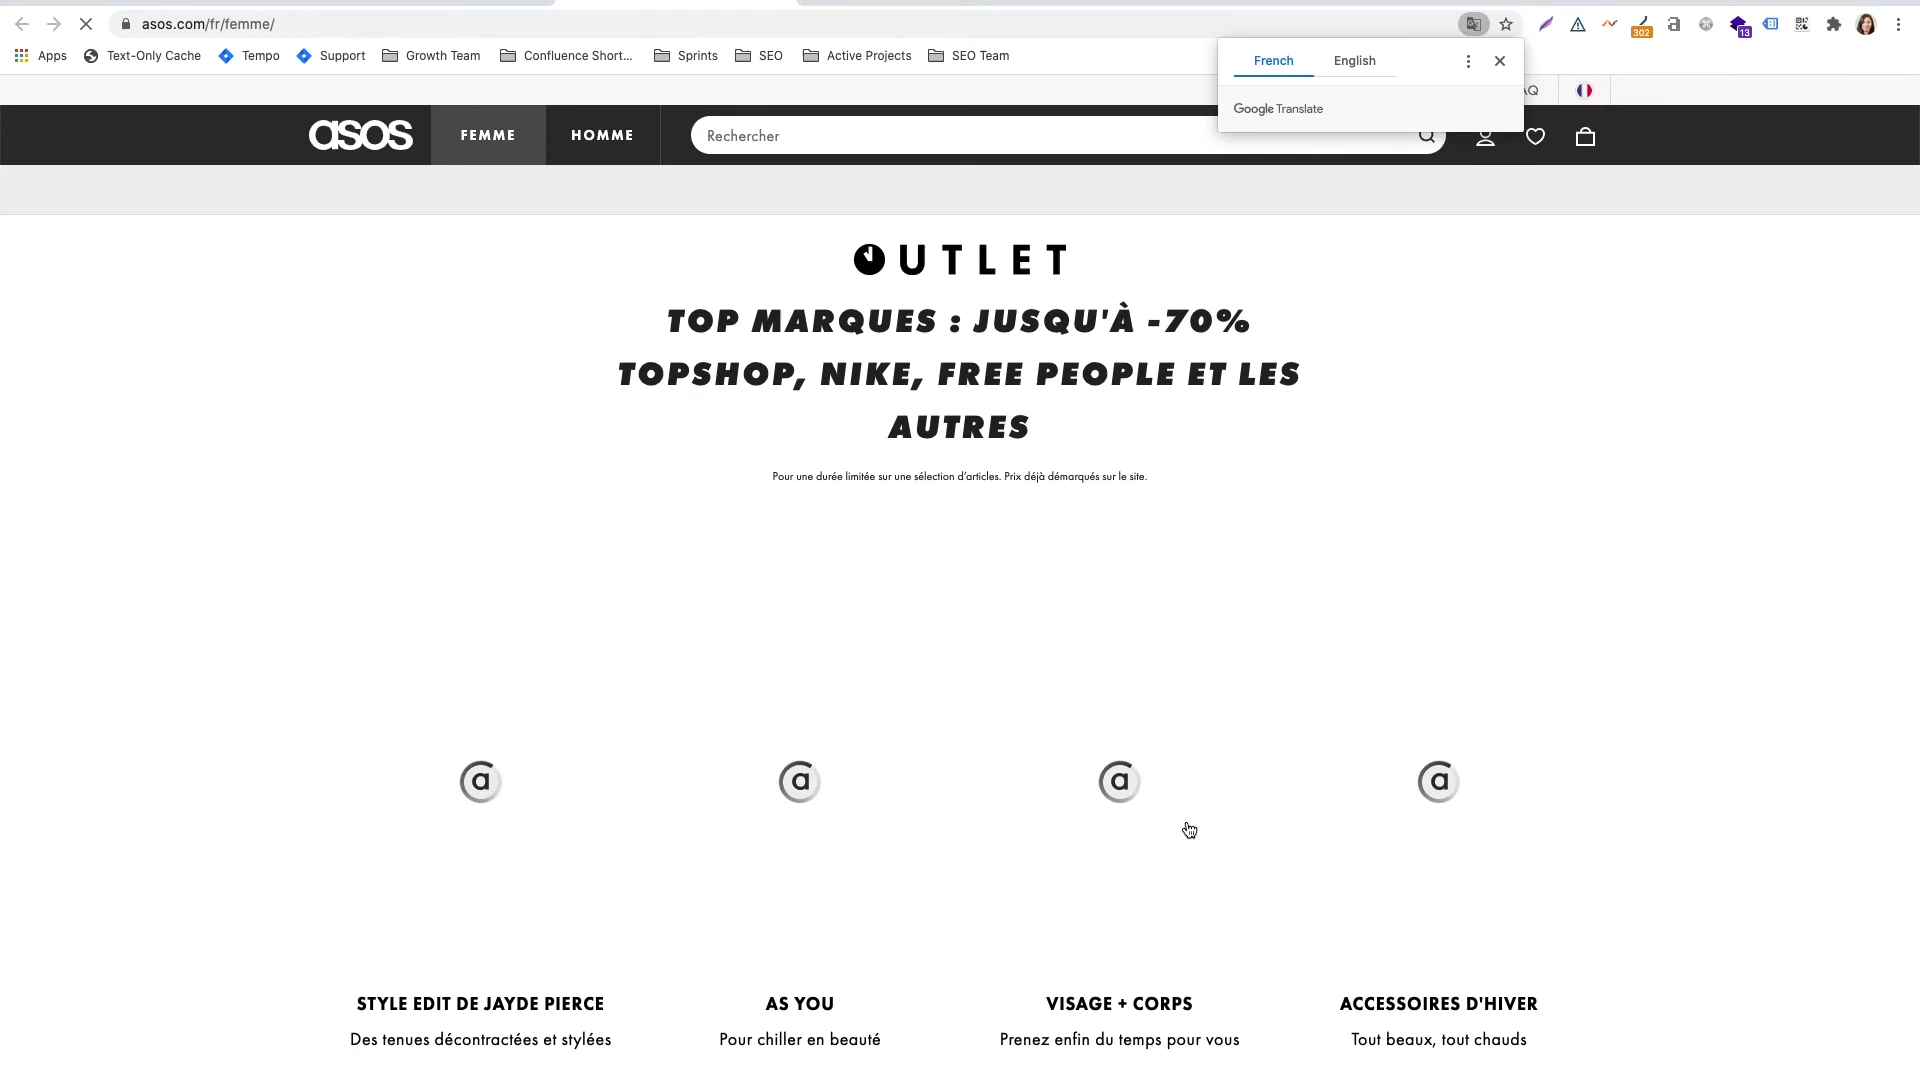 asos.com/fr/femme/
302
13
Apps
Text-Only Cache
Tempo
Support
Growth Team
Confluence Short...
Sprints
SEO
Active Projects
SEO Team
French
English
Google Translate
asos
FEMME
HOMME
Rechercher
OUTLET
TOP MARQUES : JUSQU'À -70%
TOPSHOP, NIKE, FREE PEOPLE ET LES
AUTRES
Pour une durée limitée sur une sélection d’articles. Prix déjà démarqués sur le site.
a
a
a
a
STYLE EDIT DE JAYDE PIERCE
AS YOU
VISAGE + CORPS
ACCESSOIRES D'HIVER
Des tenues décontractées et stylées
Pour chiller en beauté
Prenez enfin du temps pour vous
Tout beaux, tout chauds